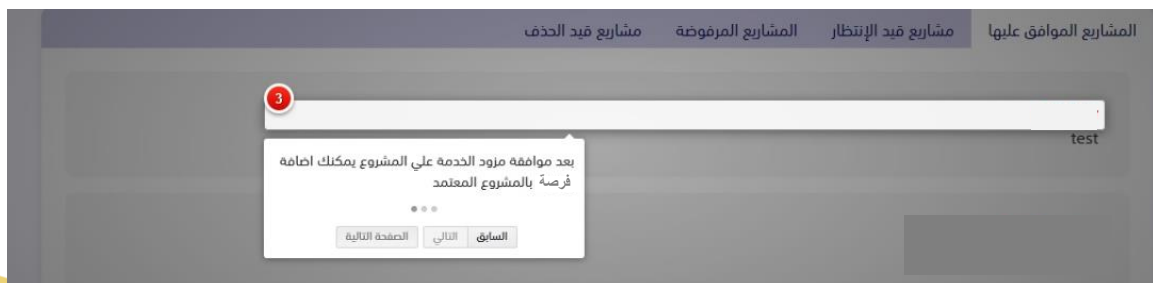 المشاريع الموافق عليها مشاريع قيد الإنتظار المشاريع المرفوضة مشاريع قيد الحذف
3
test
بعد موافقة مزود الخدمة علي المشروع يمكنك اضافة
فرصة بالمشروع المعتمد
السابق التالي الصفحة التالية